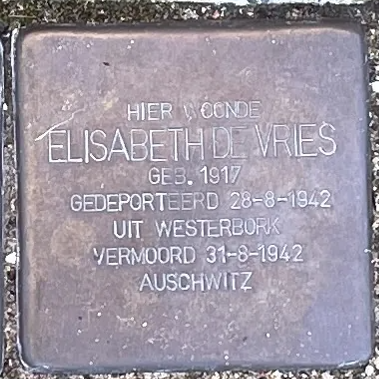 HIER WOONDE
ELISABETH DE VRIES
GEB. 1917
GEDEPORTEERD 28-8-1942
UIT WESTERBORK
VERMOORD 31-8-1942
AUSCHWITZ